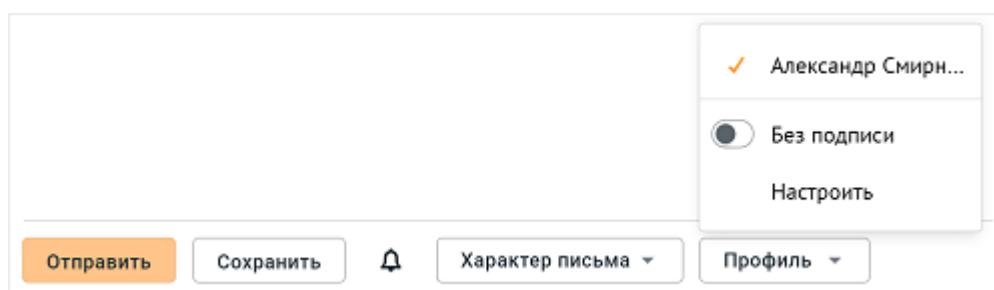 Александр Смирн...
Без подписи
Настроить
Отправить
Сохранить
Характер письма
Профиль